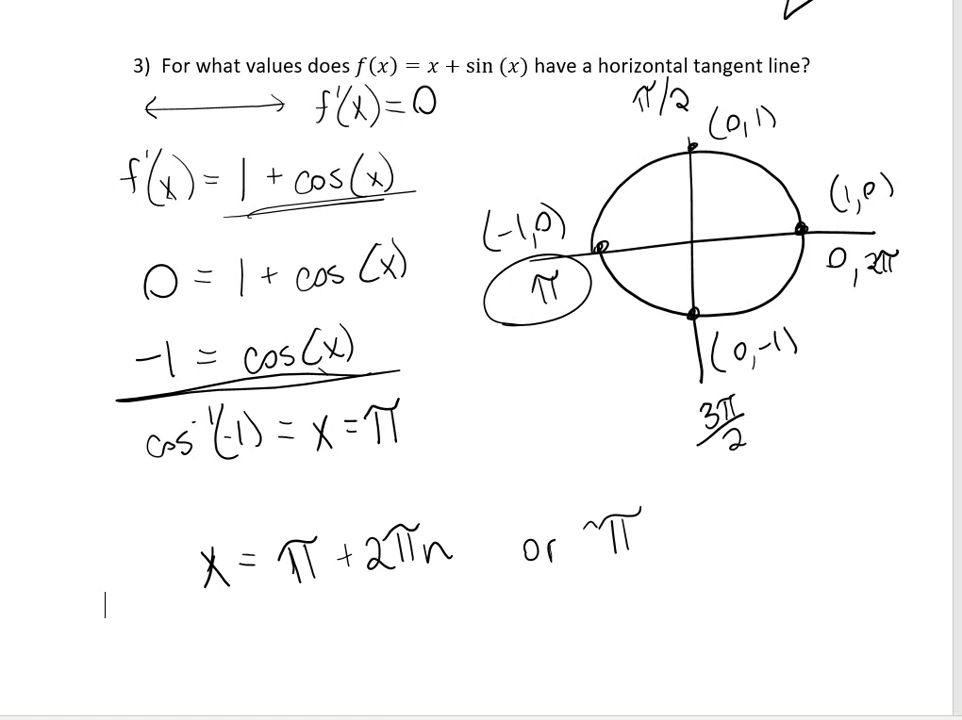 3) For what values does f(x) = x + sin (x) have a horizontal tangent line?
f'(x)=0
π/2
(0,1)
f'(x) = 1 + cos(x)
(-1,0)
(1,0)
π
0, 2π
0 = 1 + cos (x)
-1 = cos(x)
(0,-1)
cos⁻¹(-1) = x = π
3π/2
x = π + 2πn or π